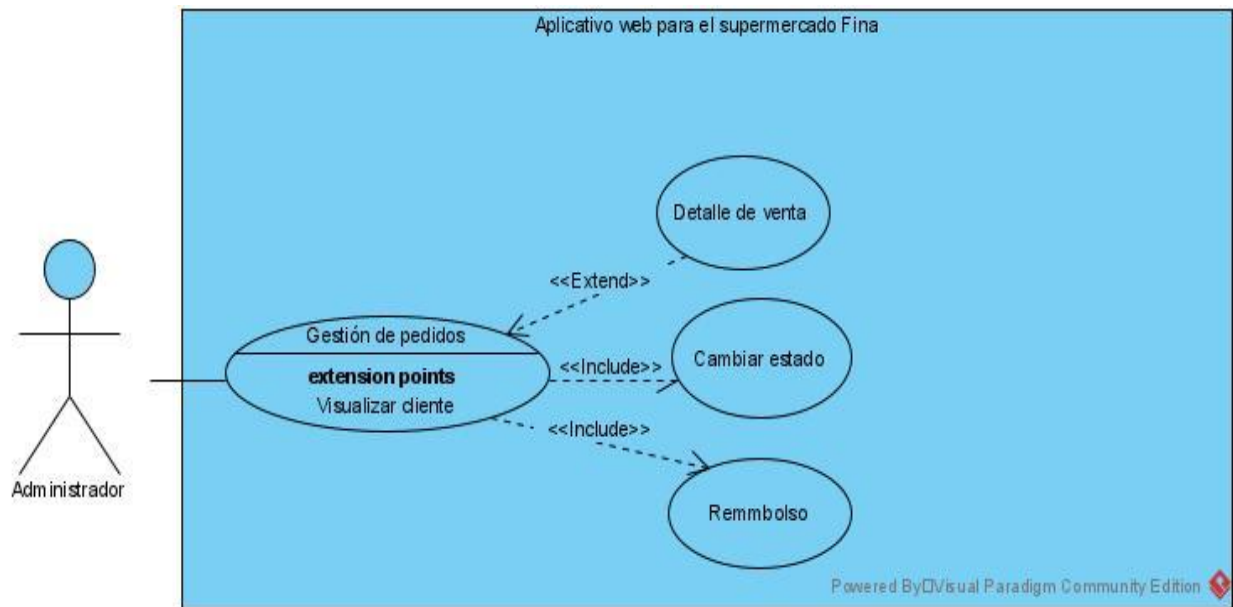 Aplicativo web para el supermercado Fina
Detalle de venta
<<Extend>>
Gestión de pedidos
extension points
Visualizar cliente
<<Include>>
Cambiar estado
<<Include>>
Remmbolso
Administrador
Powered By□Visual Paradigm Community Edition